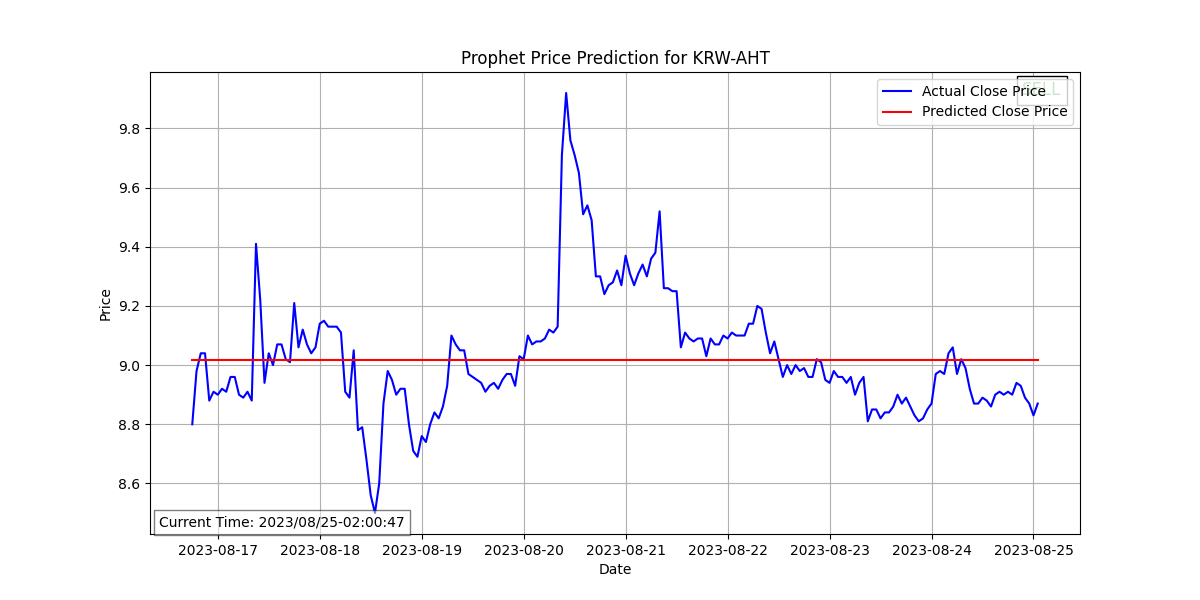 Prophet Price Prediction for KRW-AHT
SELL
Actual Close Price
Predicted Close Price
Price
9.8
9.6
9.4
9.2
9.0
8.8
8.6
Current Time: 2023/08/25-02:00:47
2023-08-17 2023-08-18 2023-08-19 2023-08-20 2023-08-21 2023-08-22 2023-08-23 2023-08-24 2023-08-25
Date